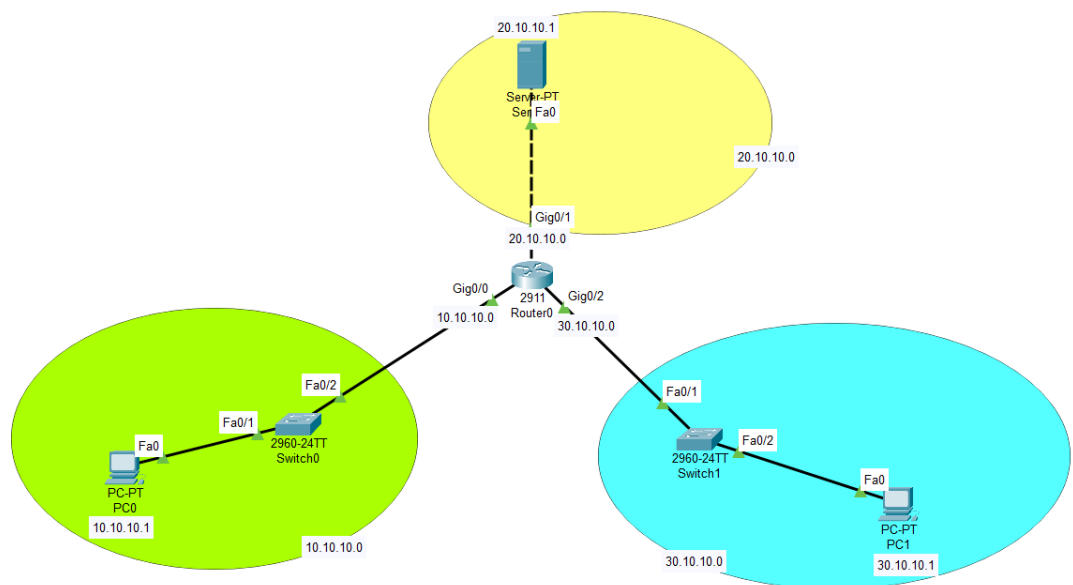 20.10.10.1
Server-PT
Ser
Fa0
20.10.10.0
Gig0/1
20.10.10.0
Gig0/0
2911
Router0
Gig0/2
10.10.10.0
30.10.10.0
Fa0/2
Fa0/1
2960-24TT
Switch0
Fa0
PC-PT
PC0
10.10.10.1
10.10.10.0
Fa0/1
2960-24TT
Switch1
Fa0/2
Fa0
PC-PT
PC1
30.10.10.1
30.10.10.0